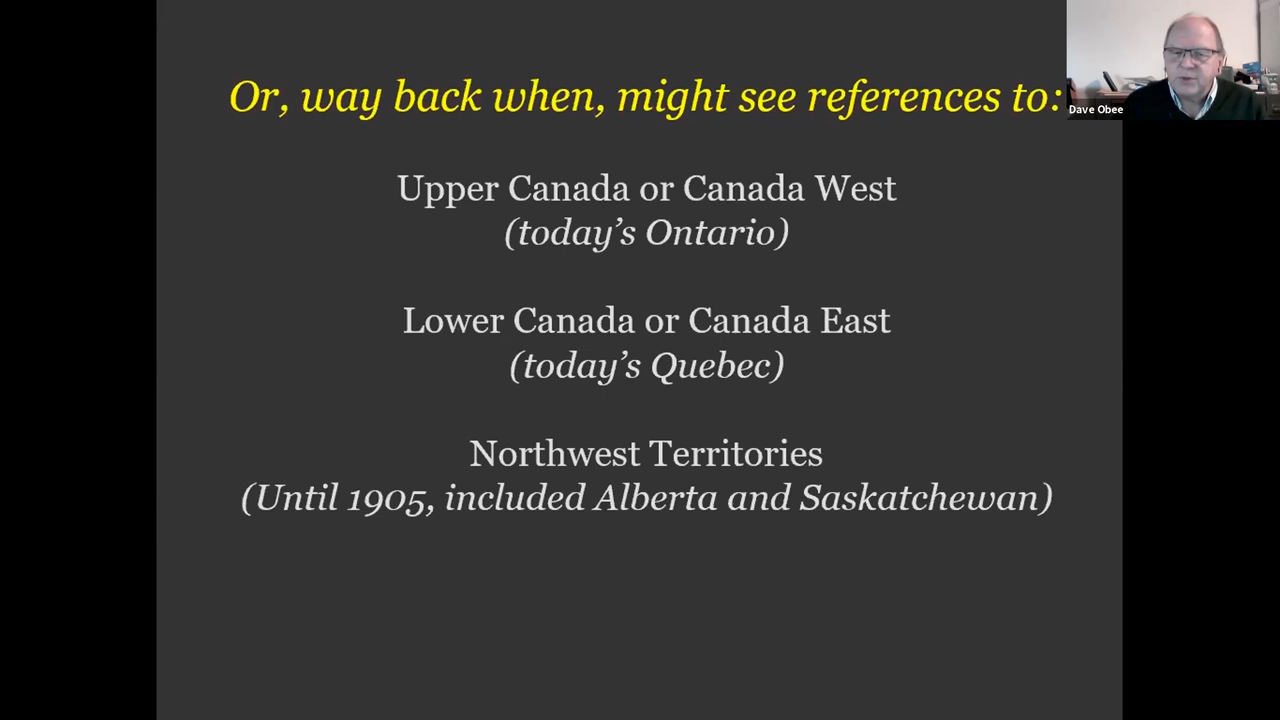 Or, way back when, might see references to:
Dave Obee
Upper Canada or Canada West
(today’s Ontario)
Lower Canada or Canada East
(today’s Quebec)
Northwest Territories
(Until 1905, included Alberta and Saskatchewan)